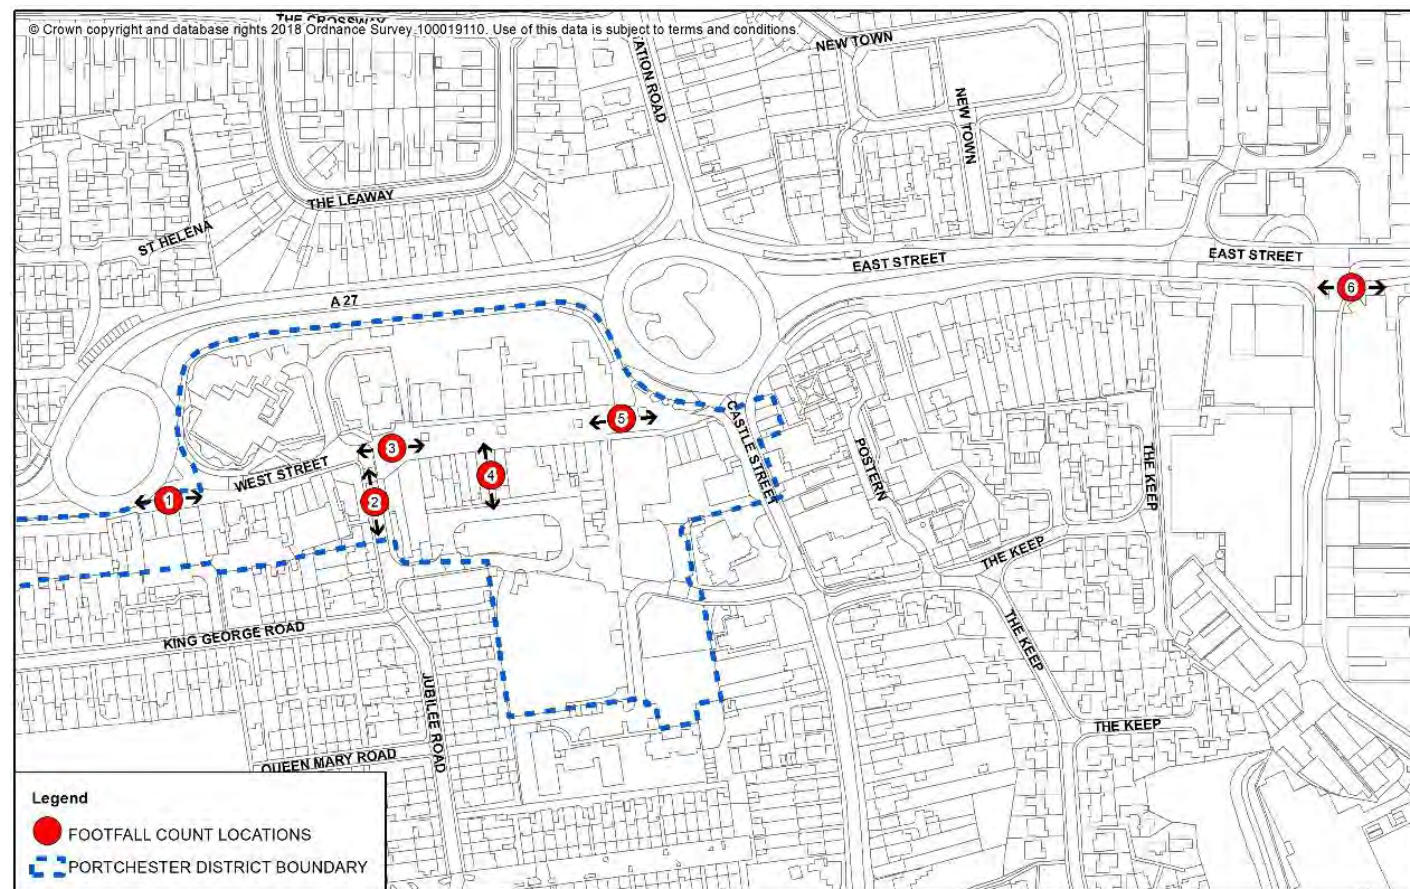 THE CROSSWAY
© Crown copyright and database rights 2018 Ordnance Survey 100019110. Use of this data is subject to terms and conditions.
STATION ROAD
NEW TOWN
NEW TOWN
THE LEAWAY
ST HELENA
EAST STREET
EAST STREET
6
A 27
5
CASTLE STREET
3
WEST STREET
4
1
2
POSTERN
THE KEEP
THE KEEP
THE KEEP
KING GEORGE ROAD
JUBILEE ROAD
THE KEEP
QUEEN MARY ROAD
Legend
FOOTFALL COUNT LOCATIONS
PORTCHESTER DISTRICT BOUNDARY